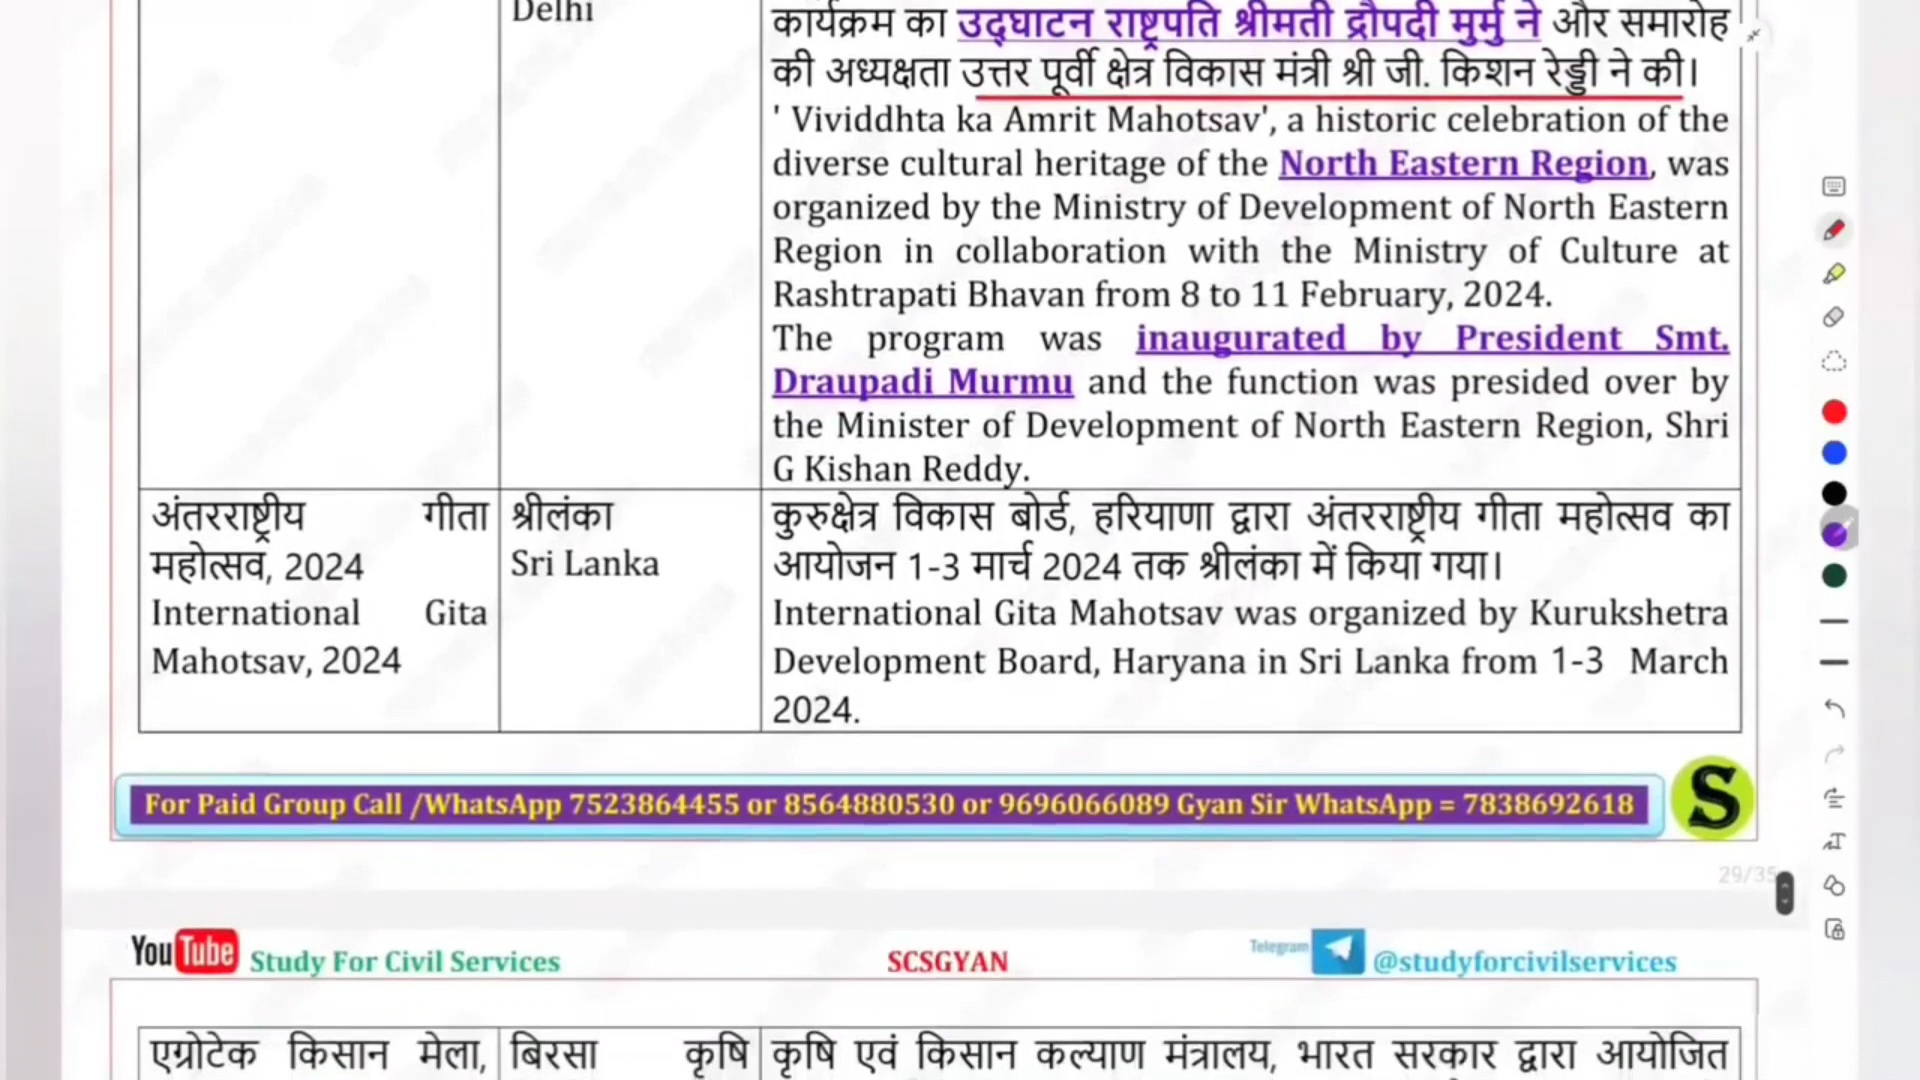 Delhi
कार्यक्रम का उद्घाटन राष्ट्रपति श्रीमती द्रौपदी मुर्मु ने और समारोह
की अध्यक्षता उत्तर पूर्वी क्षेत्र विकास मंत्री श्री जी. किशन रेड्डी ने की।
' Vividdhta ka Amrit Mahotsav', a historic celebration of the
diverse cultural heritage of the North Eastern Region, was
organized by the Ministry of Development of North Eastern
Region in collaboration with the Ministry of Culture at
Rashtrapati Bhavan from 8 to 11 February, 2024.
The program was inaugurated by President Smt.
Draupadi Murmu and the function was presided over by
the Minister of Development of North Eastern Region, Shri
G Kishan Reddy.
अंतरराष्ट्रीय गीता
महोत्सव, 2024
International Gita
Mahotsav, 2024
श्रीलंका
Sri Lanka
कुरुक्षेत्र विकास बोर्ड, हरियाणा द्वारा अंतरराष्ट्रीय गीता महोत्सव का
आयोजन 1-3 मार्च 2024 तक श्रीलंका में किया गया।
International Gita Mahotsav was organized by Kurukshetra
Development Board, Haryana in Sri Lanka from 1-3 March
2024.
For Paid Group Call /WhatsApp 7523864455 or 8564880530 or 9696066089 Gyan Sir WhatsApp = 7838692618
S
29/35
YouTube Study For Civil Services
SCSGYAN
Telegram @studyforcivilservices
एग्रोटेक किसान मेला,
बिरसा कृषि
कृषि एवं किसान कल्याण मंत्रालय, भारत सरकार द्वारा आयोजित